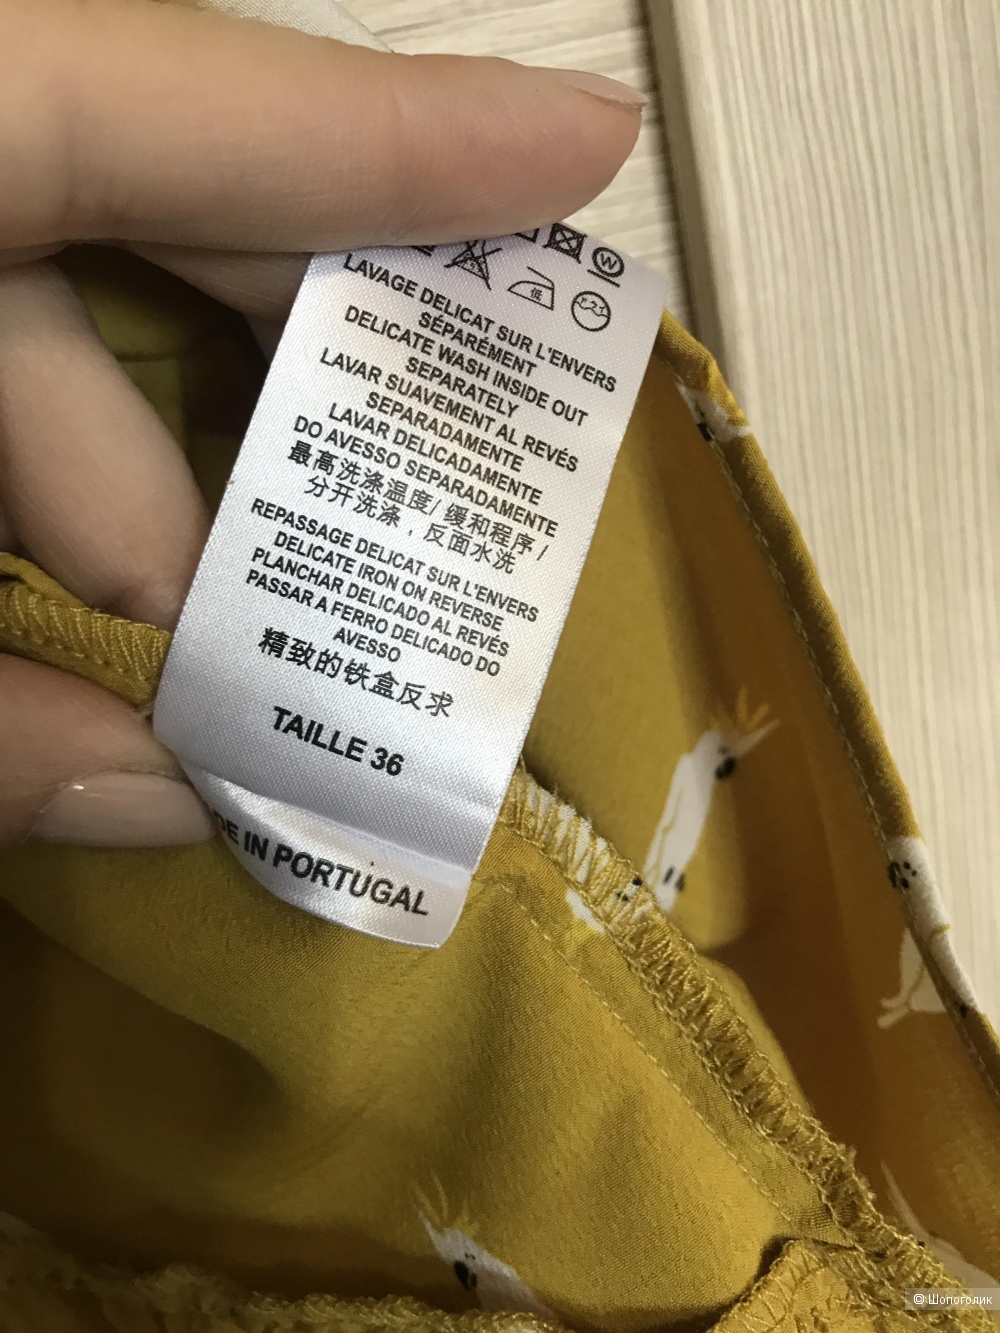 W
低
LAVAGE DELICAT SUR L'ENVERS
SÉPARÉMENT
DELICATE WASH INSIDE OUT
SEPARATELY
LAVAR SUAVEMENT AL REVÉS
SEPARADAMENTE
LAVAR DELICADAMENTE
DO AVESSO SEPARADAMENTE
最高洗涤温度/ 缓和程序 /
分开洗涤，反面水洗
REPASSAGE DELICAT SUR L'ENVERS
DELICATE IRON ON REVERSE
PLANCHAR DELICADO AL REVÉS
PASSAR A FERRO DELICADO DO
AVESSO
精致的铁盒反求
TAILLE 36
DE IN PORTUGAL
© Шопоголик